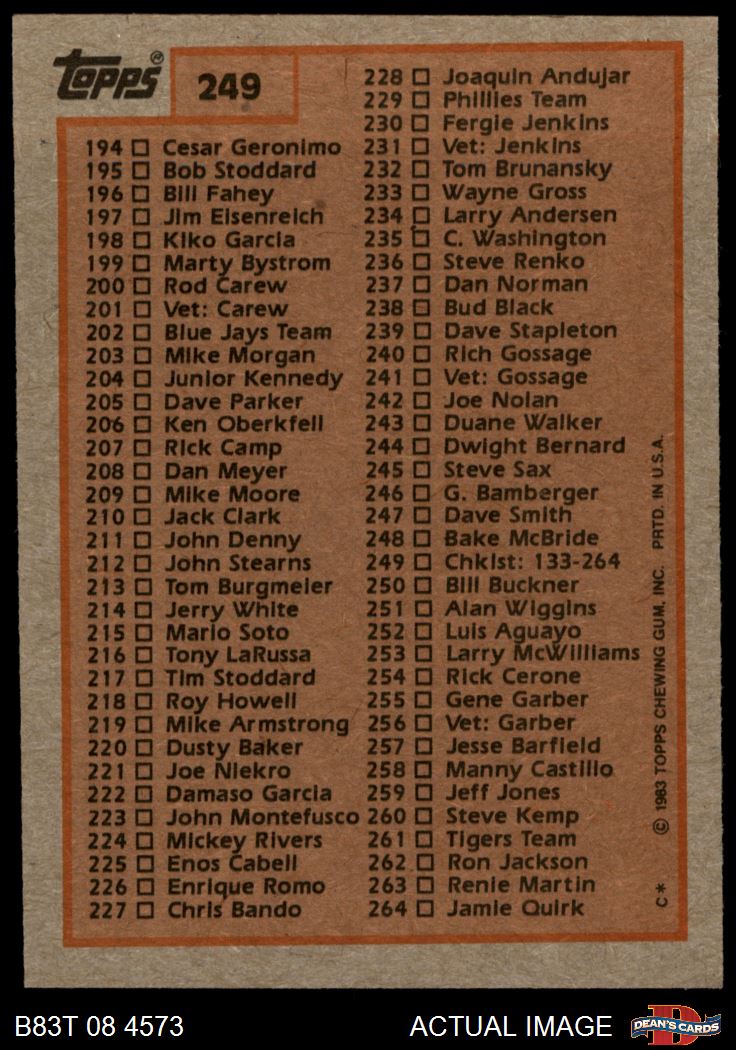 Topps®
249
194 □ Cesar Geronimo
195 □ Bob Stoddard
196 □ Bill Fahey
197 □ Jim Eisenreich
198 □ Kiko Garcia
199 □ Marty Bystrom
200 □ Rod Carew
201 □ Vet: Carew
202 □ Blue Jays Team
203 □ Mike Morgan
204 □ Junior Kennedy
205 □ Dave Parker
206 □ Ken Oberkfell
207 □ Rick Camp
208 □ Dan Meyer
209 □ Mike Moore
210 □ Jack Clark
211 □ John Denny
212 □ John Stearns
213 □ Tom Burgmeier
214 □ Jerry White
215 □ Mario Soto
216 □ Tony LaRussa
217 □ Tim Stoddard
218 □ Roy Howell
219 □ Mike Armstrong
220 □ Dusty Baker
221 □ Joe Niekro
222 □ Damaso Garcia
223 □ John Montefusco
224 □ Mickey Rivers
225 □ Enos Cabell
226 □ Enrique Romo
227 □ Chris Bando
228 □ Joaquin Andujar
229 □ Phillies Team
230 □ Fergie Jenkins
231 □ Vet: Jenkins
232 □ Tom Brunansky
233 □ Wayne Gross
234 □ Larry Andersen
235 □ C. Washington
236 □ Steve Renko
237 □ Dan Norman
238 □ Bud Black
239 □ Dave Stapleton
240 □ Rich Gossage
241 □ Vet: Gossage
242 □ Joe Nolan
243 □ Duane Walker
244 □ Dwight Bernard
245 □ Steve Sax
246 □ G. Bamberger
247 □ Dave Smith
248 □ Bake McBride
249 □ Chklst: 133-264
250 □ Bill Buckner
251 □ Alan Wiggins
252 □ Luis Aguayo
253 □ Larry McWilliams
254 □ Rick Cerone
255 □ Gene Garber
256 □ Vet: Garber
257 □ Jesse Barfield
258 □ Manny Castillo
259 □ Jeff Jones
260 □ Steve Kemp
261 □ Tigers Team
262 □ Ron Jackson
263 □ Renie Martin
264 □ Jamie Quirk
C* © 1983 TOPPS CHEWING GUM, INC. PRTD. IN U.S.A.
B83T 08 4573
ACTUAL IMAGE
D
DEAN'S CARDS